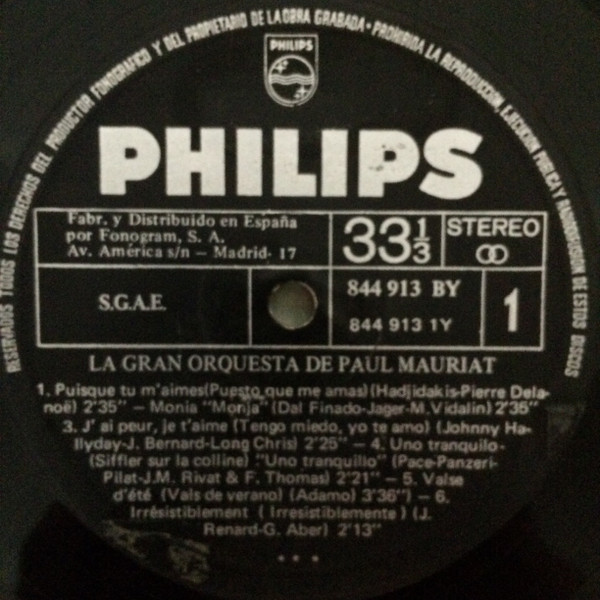 RESERVADOS TODOS LOS DERECHOS DEL PRODUCTOR FONOGRAFICO Y DEL PROPIETARIO DE LA OBRA GRABADA • PROHIBIDA LA REPRODUCCION, EJECUCION PUBLICA Y RADIODIFUSION DE ESTOS DISCOS
PHILIPS
PHILIPS
Fabr. y Distribuido en España
por Fonogram, S. A.
Av. América s/n – Madrid- 17
33 1/3
STEREO
S.G.A.E.
844 913 BY
844 913 1Y
1
LA GRAN ORQUESTA DE PAUL MAURIAT
1. Puisque tu m'aimes(Puesto que me amas) (Hadjidakis-Pierre Dela-
noë) 2'35'' – Monia "Monja" (Dal Finado-Jager-M.Vidalin) 2'35''
3. J' ai peur, je t'aime (Tengo miedo, yo te amo) (Johnny Ha-
llyday-J. Bernard-Long Chris) 2'25'' – 4. Uno tranquilo-
(Siffler sur la colline) "Uno tranquillo" (Pace-Panzeri-
Pilat-J.M. Rivat & F. Thomas) 2'21'' – 5. Valse
d'été (Vals de verano) (Adamo) 3'36'') – 6.
Irrésistiblement ( Irresistiblemente ) (J.
Renard-G. Aber) 2'13''